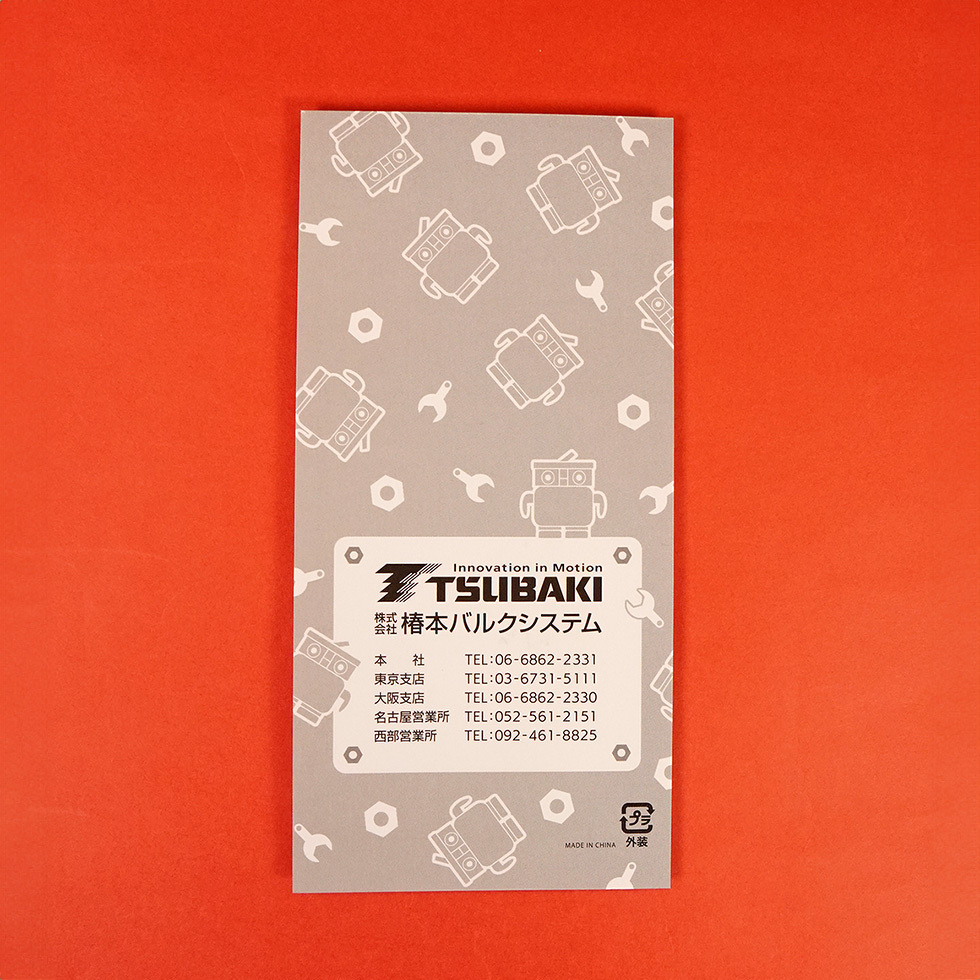 Innovation in Motion
TSUBAKI
株式会社 椿本バルクシステム
本　社 TEL:06-6862-2331
東京支店 TEL:03-6731-5111
大阪支店 TEL:06-6862-2330
名古屋営業所 TEL:052-561-2151
西部営業所 TEL:092-461-8825
プラ
外装
MADE IN CHINA